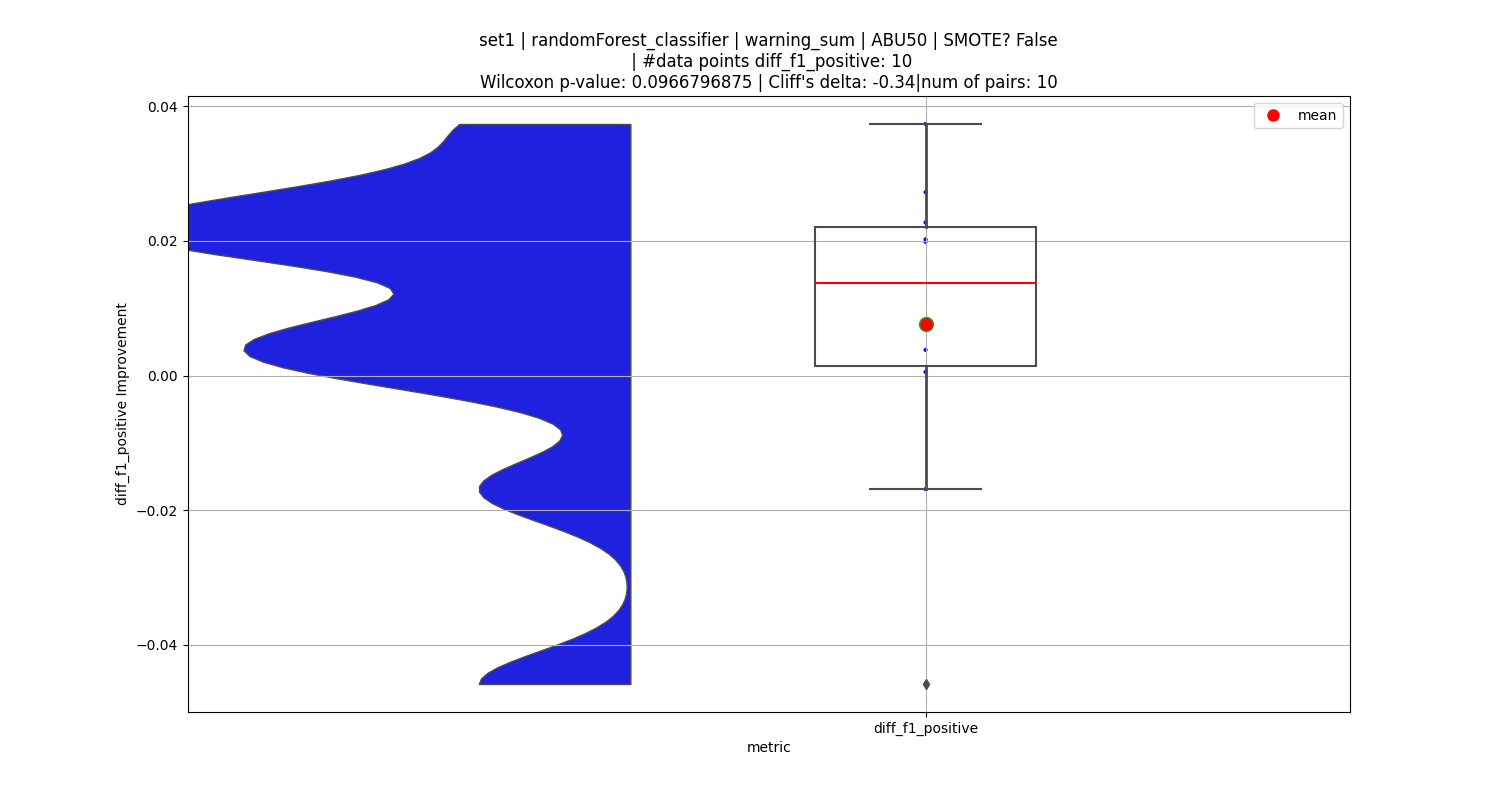 set1 | randomForest_classifier | warning_sum | ABU50 | SMOTE? False
| #data points diff_f1_positive: 10
Wilcoxon p-value: 0.0966796875 | Cliff's delta: -0.34|num of pairs: 10
mean
0.04
0.02
0.00
−0.02
−0.04
diff_f1_positive Improvement
diff_f1_positive
metric